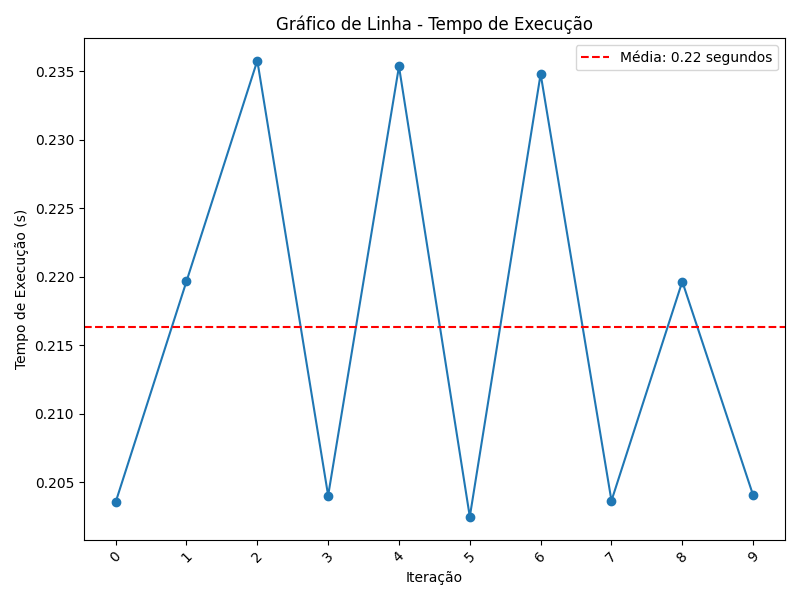 Gráfico de Linha - Tempo de Execução
Média: 0.22 segundos
Tempo de Execução (s)
0.235
0.230
0.225
0.220
0.215
0.210
0.205
0 1 2 3 4 5 6 7 8 9
Iteração